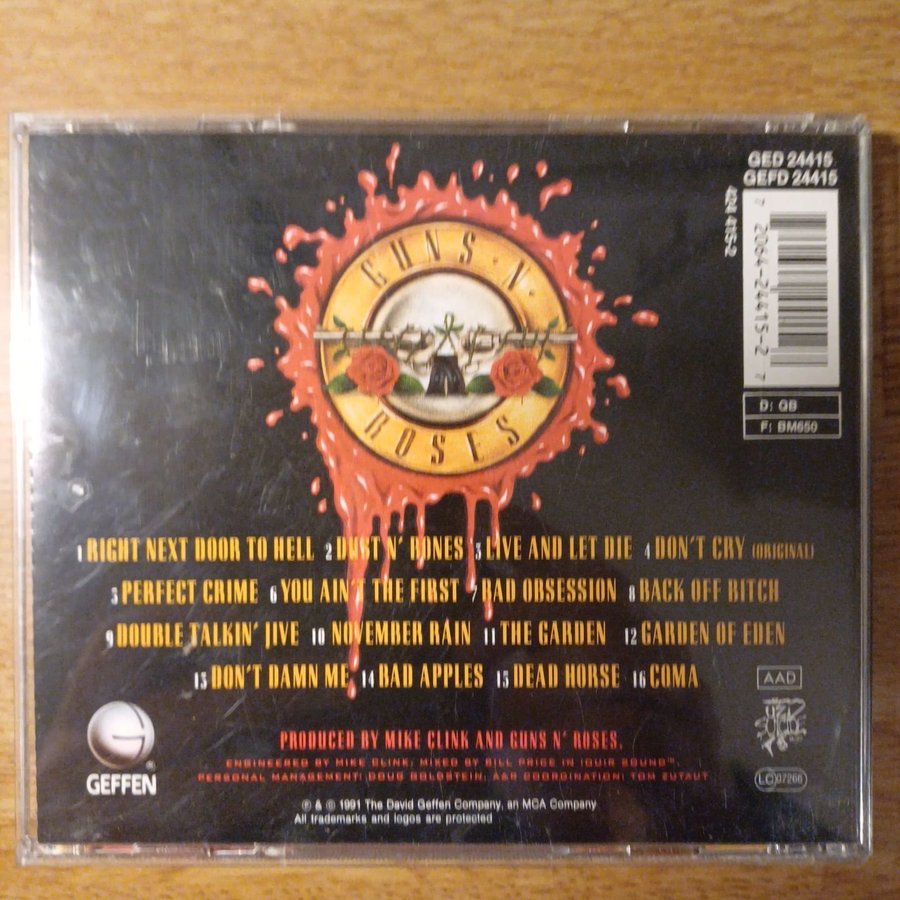 GED 24415
GEFD 24415
424 415-2
7 2064-24415-2 7
D: QB
F: BM650
GUNS N' ROSES
1 RIGHT NEXT DOOR TO HELL 2 DUST N' BONES 3 LIVE AND LET DIE 4 DON'T CRY (ORIGINAL)
5 PERFECT CRIME 6 YOU AIN'T THE FIRST 7 BAD OBSESSION 8 BACK OFF BITCH
9 DOUBLE TALKIN' JIVE 10 NOVEMBER RAIN 11 THE GARDEN 12 GARDEN OF EDEN
13 DON'T DAMN ME 14 BAD APPLES 15 DEAD HORSE 16 COMA
AAD
UZI
GEFFEN
®
PRODUCED BY MIKE CLINK AND GUNS N' ROSES.
ENGINEERED BY MIKE CLINK; MIXED BY BILL PRICE IN (OUR SOUND™.
PERSONAL MANAGEMENT: DOUG GOLDSTEIN; A&R COORDINATION: TOM ZUTAUT
LC 07266
℗ & © 1991 The David Geffen Company, an MCA Company
All trademarks and logos are protected